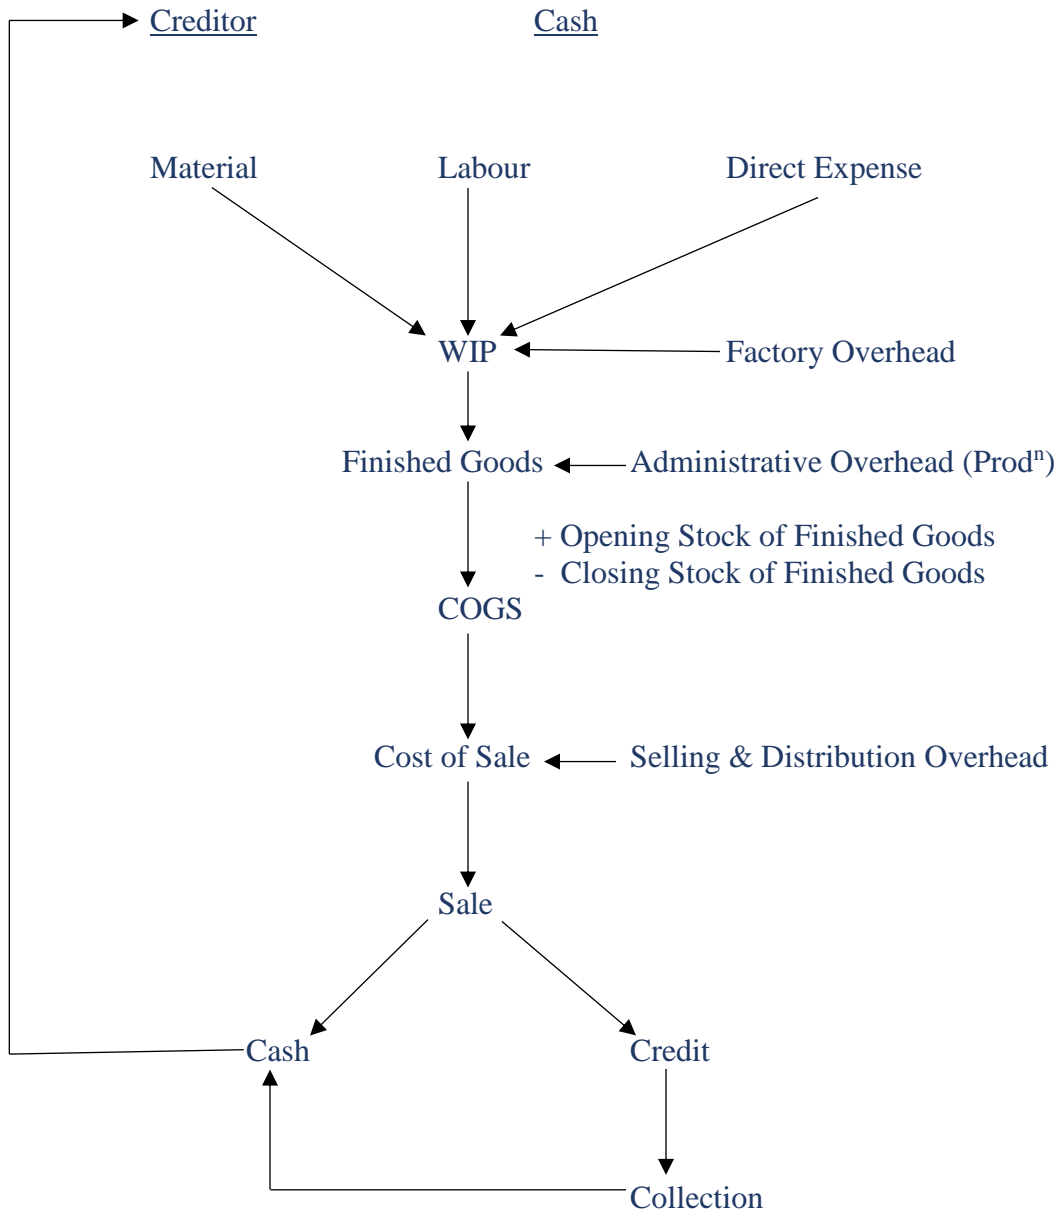 Creditor Cash
Material Labour Direct Expense
WIP Factory Overhead
Finished Goods Administrative Overhead (Prodⁿ)
+ Opening Stock of Finished Goods
- Closing Stock of Finished Goods
COGS
Cost of Sale Selling & Distribution Overhead
Sale
Cash Credit
Collection